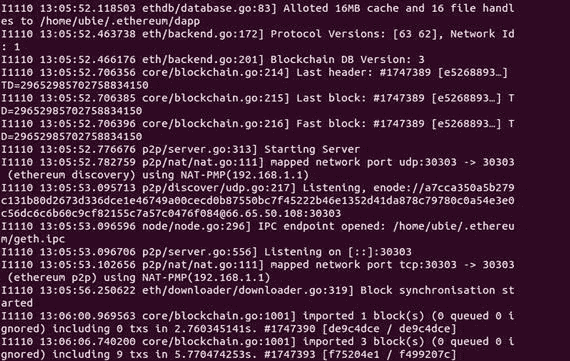 I1110 13:05:52.118503 ethdb/database.go:83] Alloted 16MB cache and 16 file handl
es to /home/ubie/.ethereum/dapp
I1110 13:05:52.463738 eth/backend.go:172] Protocol Versions: [63 62], Network Id
: 1
I1110 13:05:52.466176 eth/backend.go:201] Blockchain DB Version: 3
I1110 13:05:52.706356 core/blockchain.go:214] Last header: #1747389 [e5268893…]
TD=29652985702758834150
I1110 13:05:52.706385 core/blockchain.go:215] Last block: #1747389 [e5268893…] T
D=29652985702758834150
I1110 13:05:52.706396 core/blockchain.go:216] Fast block: #1747389 [e5268893…] T
D=29652985702758834150
I1110 13:05:52.776676 p2p/server.go:313] Starting Server
I1110 13:05:52.782759 p2p/nat/nat.go:111] mapped network port udp:30303 -> 30303
(ethereum discovery) using NAT-PMP(192.168.1.1)
I1110 13:05:53.095713 p2p/discover/udp.go:217] Listening, enode://a7cca350a5b279
c131b80d2673d336dce1e46749a00cecd0b87550bc7f45222b46e1352d41da878c79780c0a54e3e0
c56dc6c6b60c9cf82155c7a57c0476f084@66.65.50.108:30303
I1110 13:05:53.096596 node/node.go:296] IPC endpoint opened: /home/ubie/.ethereu
m/geth.ipc
I1110 13:05:53.096706 p2p/server.go:556] Listening on [::]:30303
I1110 13:05:53.102656 p2p/nat/nat.go:111] mapped network port tcp:30303 -> 30303
(ethereum p2p) using NAT-PMP(192.168.1.1)
I1110 13:05:56.250622 eth/downloader/downloader.go:319] Block synchronisation st
arted
I1110 13:06:00.969563 core/blockchain.go:1001] imported 1 block(s) (0 queued 0 i
gnored) including 0 txs in 2.760345141s. #1747390 [de9c4dce / de9c4dce]
I1110 13:06:06.740200 core/blockchain.go:1001] imported 3 block(s) (0 queued 0 i
gnored) including 9 txs in 5.770474253s. #1747393 [f75204e1 / f499207c]